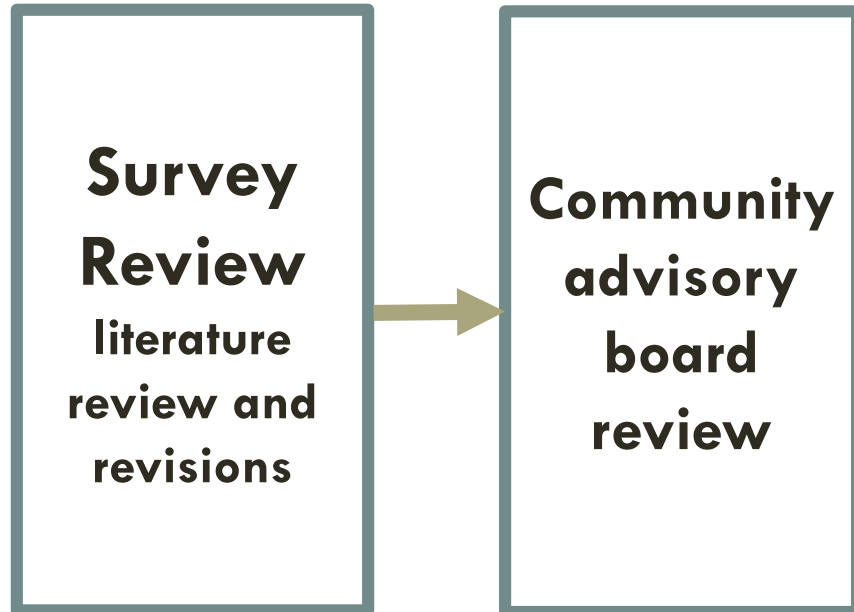 Survey
Review
literature
review and
revisions
Community
advisory
board
review